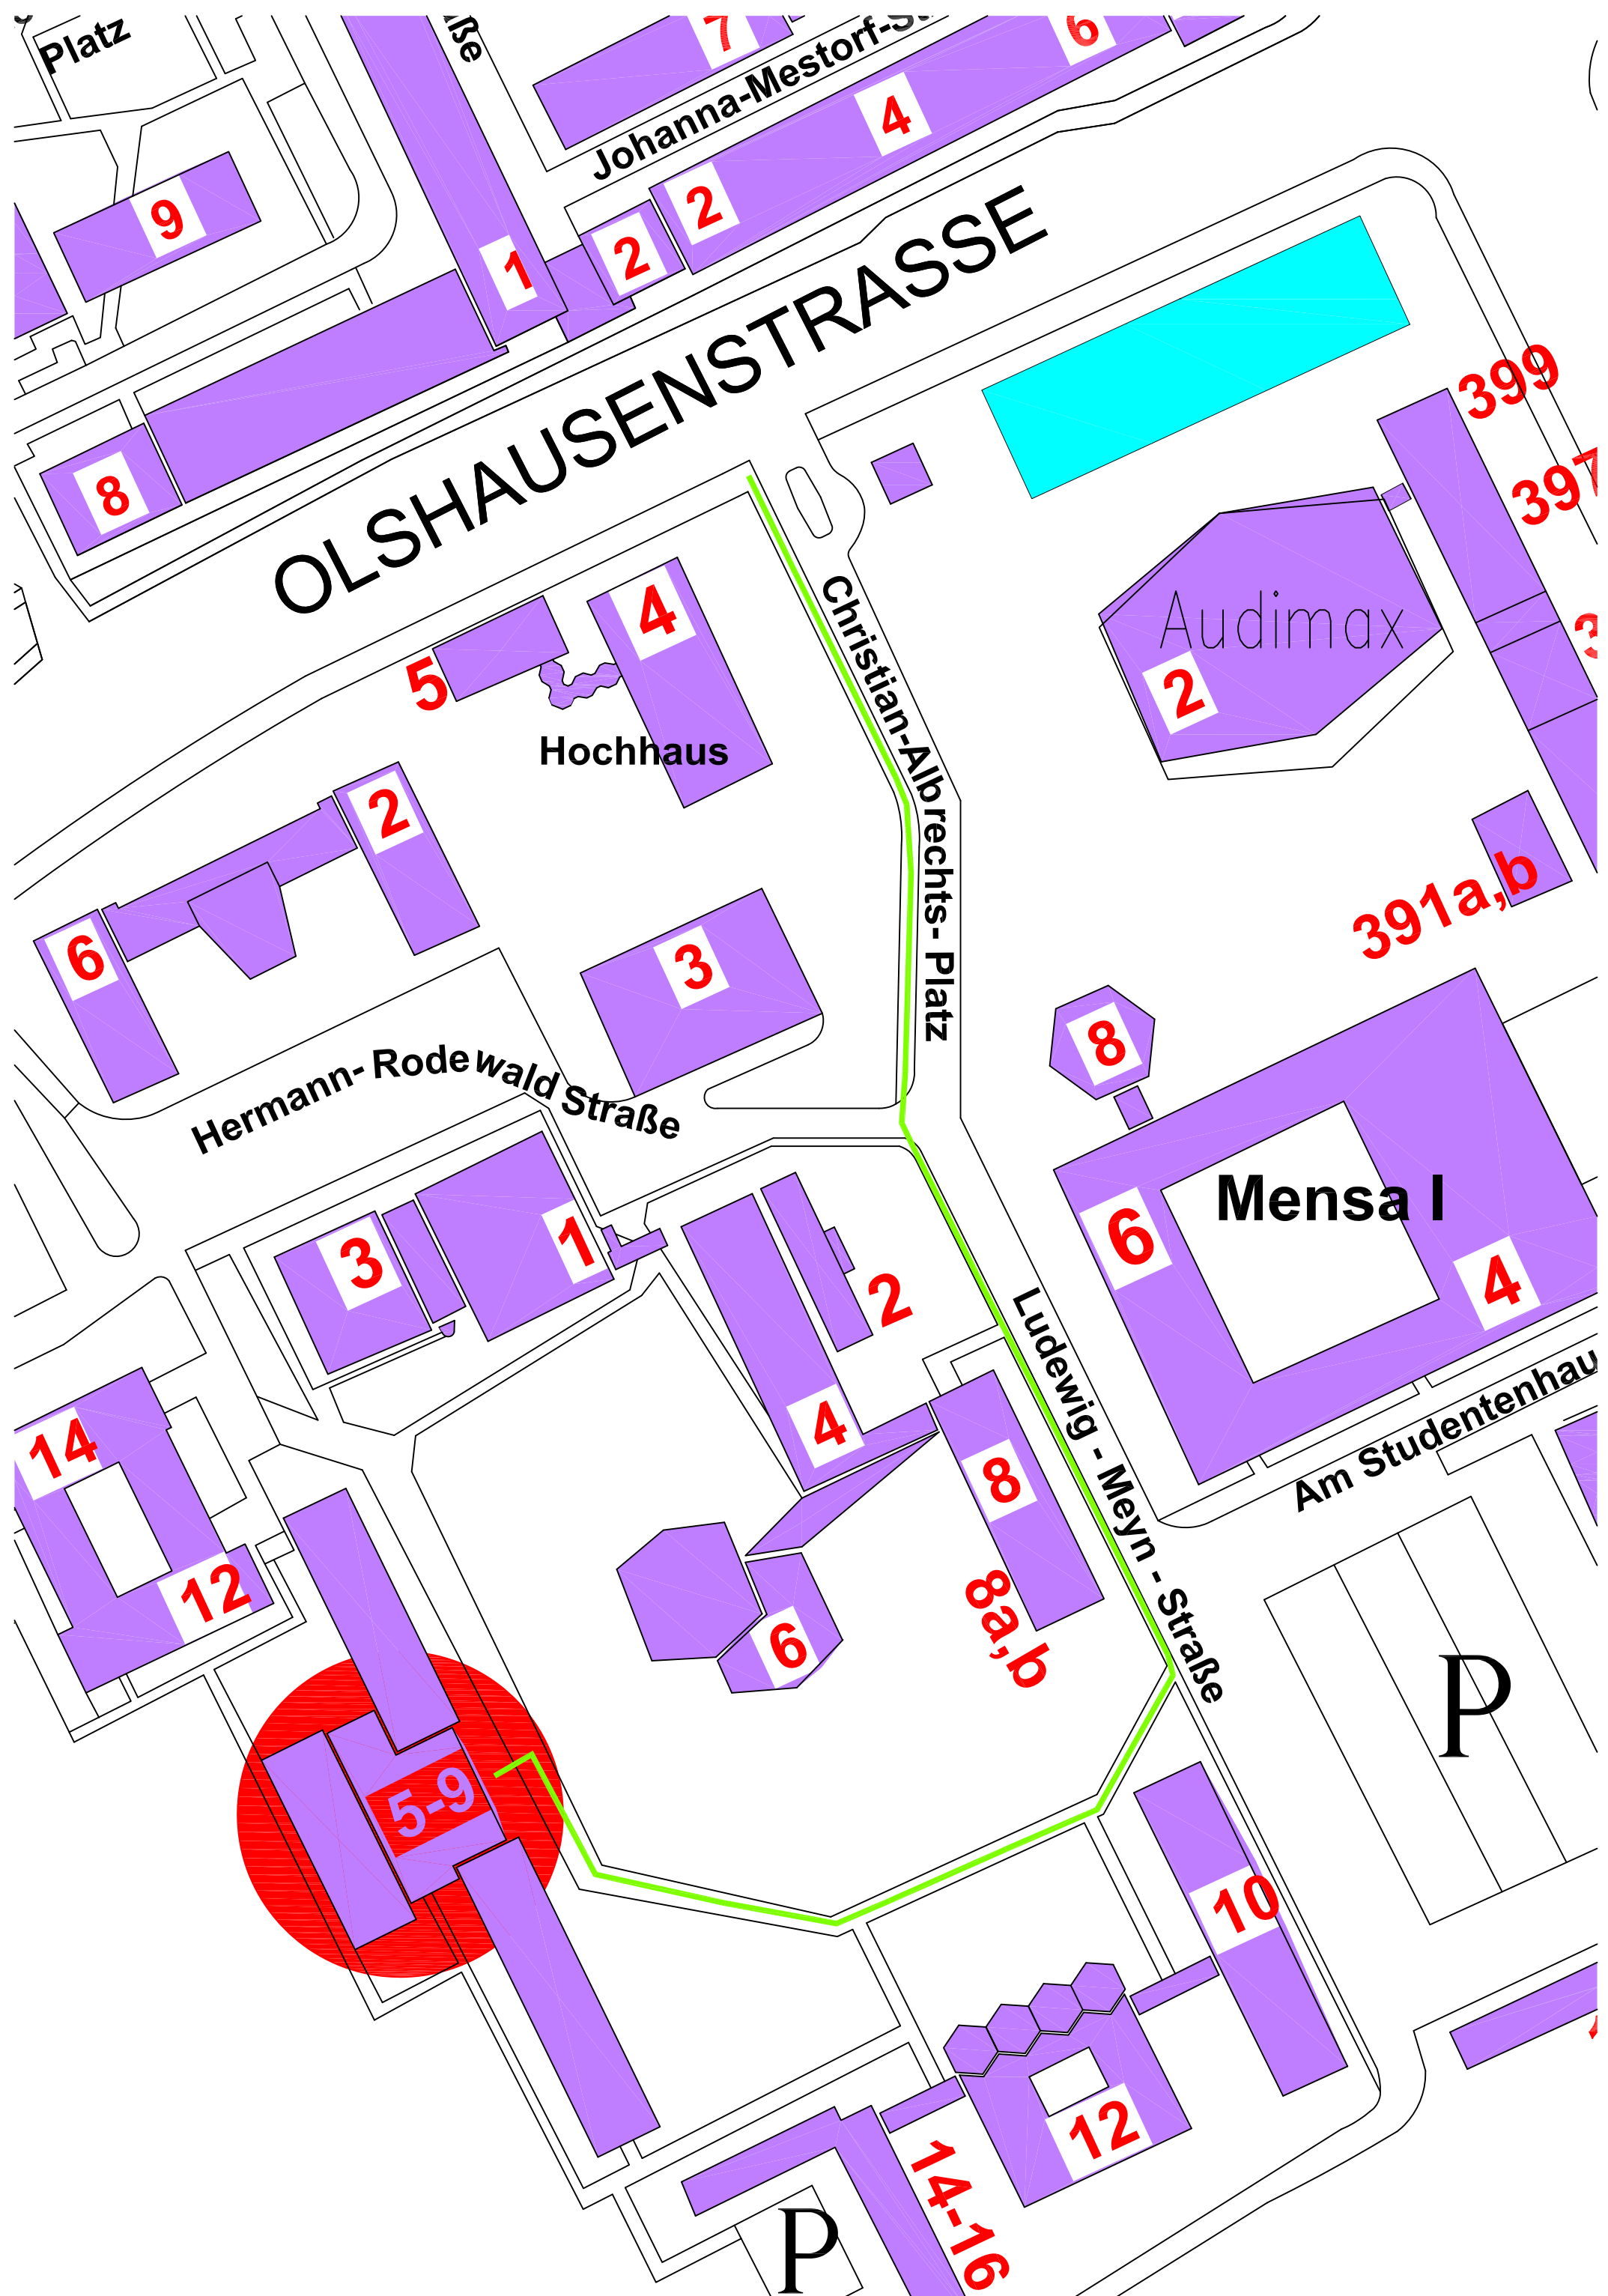 Platz
aße
7
6
Johanna-Mestorf-St
4
9
2
2
1
OLSHAUSENSTRASSE
399
397
8
4
5
Christian-Albrechts-Platz
Audimax
2
Hochhaus
2
391a,b
6
3
8
Hermann-Rodewald Straße
Mensa I
6
4
3
1
2
Ludewig - Meyn - Straße
Am Studentenhau
14
4
8
12
6
8a,b
P
5-9
10
12
14-16
P